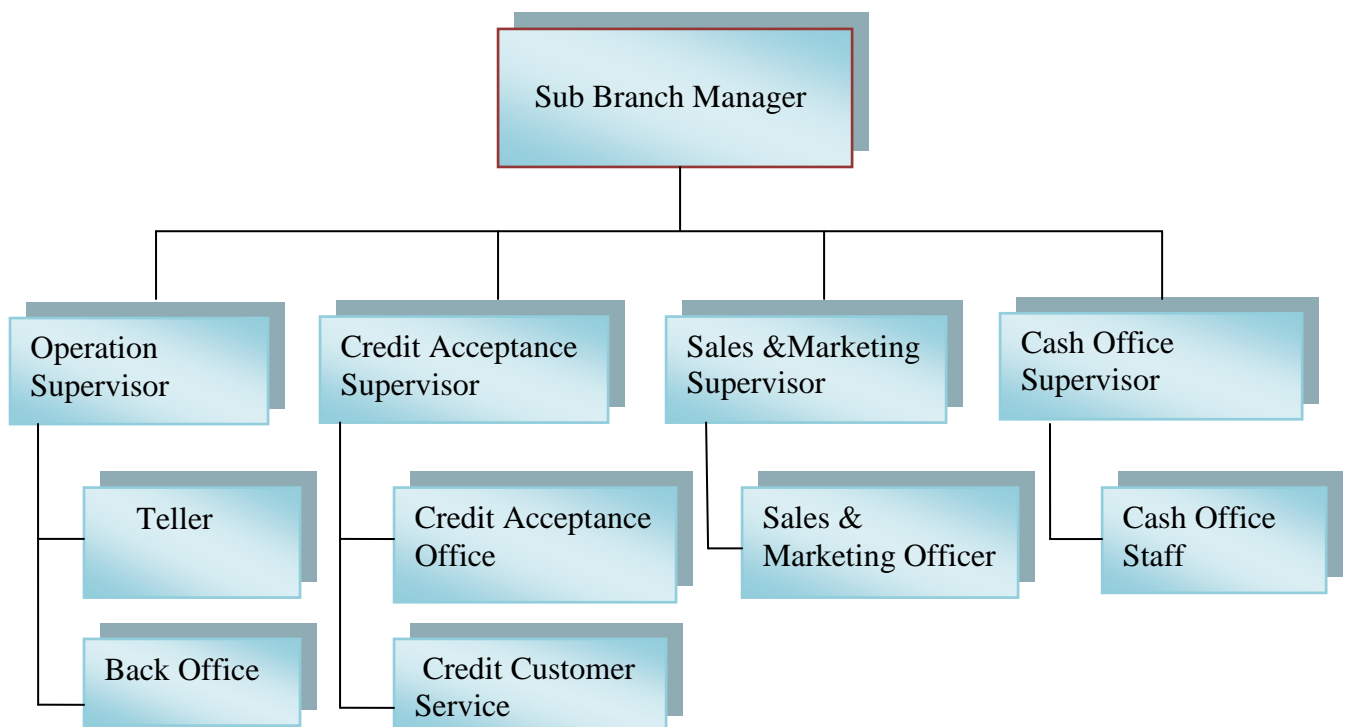 Sub Branch Manager
Operation
Supervisor
Credit Acceptance
Supervisor
Sales &Marketing
Supervisor
Cash Office
Supervisor
Teller
Credit Acceptance
Office
Sales &
Marketing Officer
Cash Office
Staff
Back Office
Credit Customer
Service